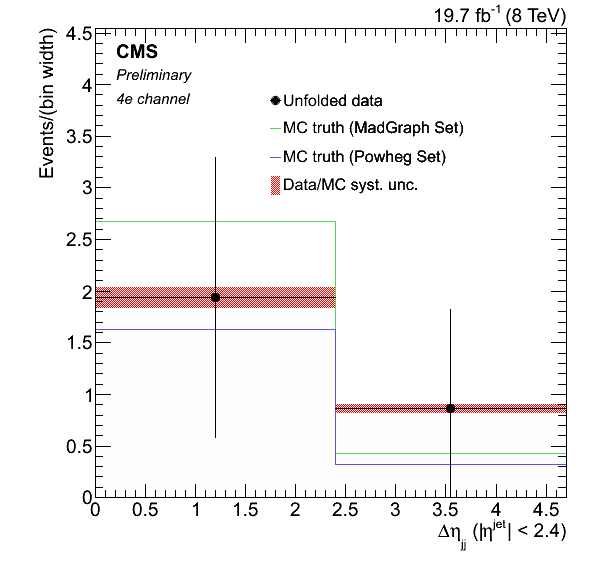 19.7 fb⁻¹ (8 TeV)
CMS
Preliminary
4e channel
Unfolded data
MC truth (MadGraph Set)
MC truth (Powheg Set)
Data/MC syst. unc.
Events/(bin width)
4.5
4
3.5
3
2.5
2
1.5
1
0.5
0
0 0.5 1 1.5 2 2.5 3 3.5 4 4.5
Δη_jj (|η^jet| < 2.4)